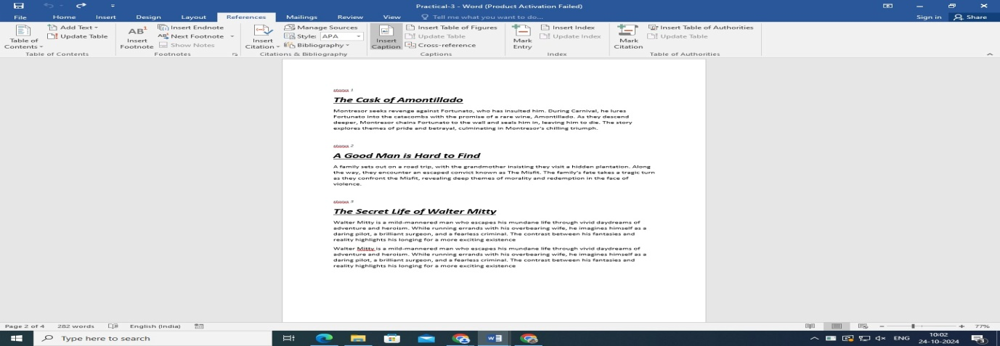 Practical-3 - Word (Product Activation Failed)
File Home Insert Design Layout References Mailings Review View Tell me what you want to do... Sign in Share
Table of Contents
Add Text
Update Table
Table of Contents
AB1 Insert Footnote
Insert Endnote
Next Footnote
Show Notes
Footnotes
Insert Citation
Manage Sources
Style: APA
Bibliography
Citations & Bibliography
Insert Caption
Insert Table of Figures
Update Table
Cross-reference
Captions
Mark Entry
Insert Index
Update Index
Index
Mark Citation
Insert Table of Authorities
Update Table
Table of Authorities
1
The Cask of Amontillado
Montresor seeks revenge against Fortunato, who has insulted him. During Carnival, he lures
Fortunato into the catacombs with the promise of a rare wine, Amontillado. As they descend
deeper, Montresor chains Fortunato to the wall and seals him in, leaving him to die. The story
explores themes of pride and betrayal, culminating in Montresor's chilling triumph.
2
A Good Man is Hard to Find
A family sets out on a road trip, with the grandmother insisting they visit a hidden plantation. Along
the way, they encounter an escaped convict known as The Misfit. The family's fate takes a tragic turn
as they confront the Misfit, revealing deep themes of morality and redemption in the face of
violence.
3
The Secret Life of Walter Mitty
Walter Mitty is a mild-mannered man who escapes his mundane life through vivid daydreams of
adventure and heroism. While running errands with his overbearing wife, he imagines himself as a
daring pilot, a brilliant surgeon, and a fearless criminal. The contrast between his fantasies and
reality highlights his longing for a more exciting existence
Walter Mitty is a mild-mannered man who escapes his mundane life through vivid daydreams of
adventure and heroism. While running errands with his overbearing wife, he imagines himself as a
daring pilot, a brilliant surgeon, and a fearless criminal. The contrast between his fantasies and
reality highlights his longing for a more exciting existence
Page 2 of 4 282 words English (India) 77%
Type here to search
ENG
10:02
24-10-2024
3